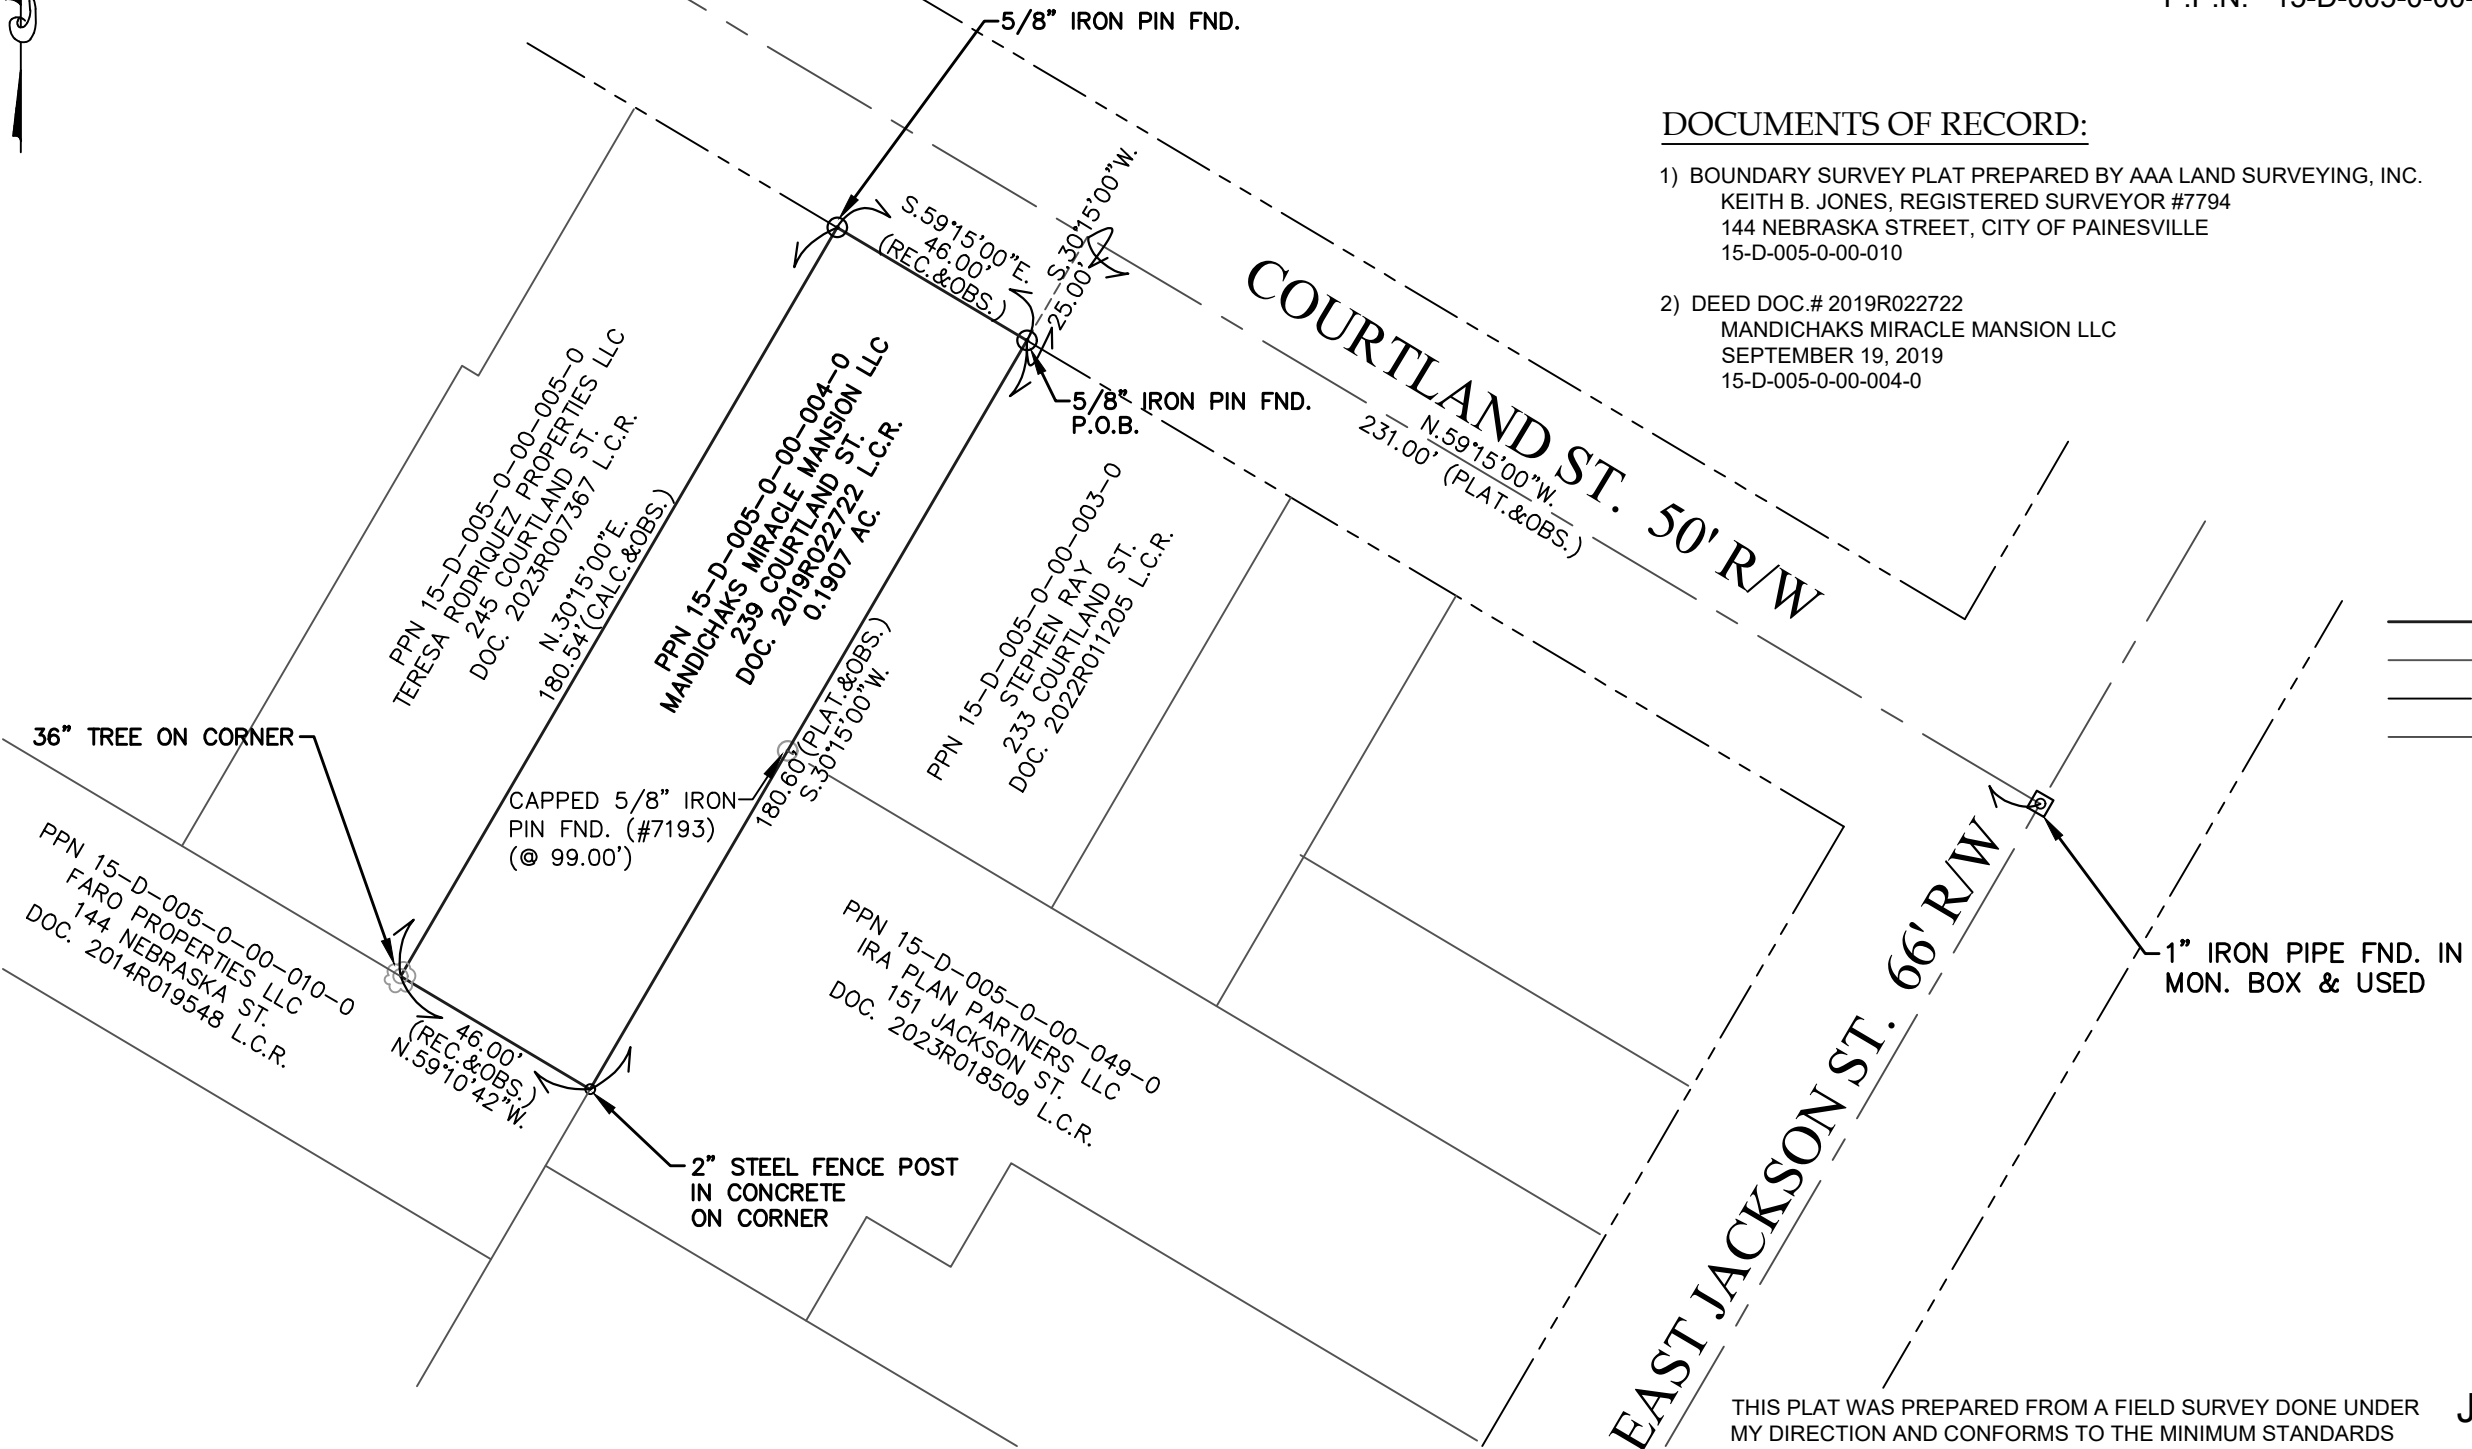 5/8" IRON PIN FND.
DOCUMENTS OF RECORD:
1) BOUNDARY SURVEY PLAT PREPARED BY AAA LAND SURVEYING, INC.
KEITH B. JONES, REGISTERED SURVEYOR #7794
144 NEBRASKA STREET, CITY OF PAINESVILLE
15-D-005-0-00-010
2) DEED DOC.# 2019R022722
MANDICHAKS MIRACLE MANSION LLC
SEPTEMBER 19, 2019
15-D-005-0-00-004-0
S.59°15'00"E.
46.00'
(REC.&OBS.)
S.30°15'00"W.
25.00'
COURTLAND ST. 50' R/W
N.59°15'00"W.
231.00' (PLAT.&OBS.)
5/8" IRON PIN FND.
P.O.B.
PPN 15-D-005-0-00-005-0
TERESA RODRIQUEZ PROPERTIES LLC
245 COURTLAND ST.
DOC. 2023R007367 L.C.R.
N.30°15'00"E.
180.54'(CALC.&OBS.)
PPN 15-D-005-0-00-004-0
MANDICHAKS MIRACLE MANSION LLC
239 COURTLAND ST.
DOC. 2019R022722 L.C.R.
0.1907 AC.
180.60'(PLAT.&OBS.)
S.30°15'00"W.
PPN 15-D-005-0-00-003-0
STEPHEN RAY
233 COURTLAND ST.
DOC. 2022R011205 L.C.R.
36" TREE ON CORNER
CAPPED 5/8" IRON
PIN FND. (#7193)
(@ 99.00')
PPN 15-D-005-0-00-010-0
FARO PROPERTIES LLC
144 NEBRASKA ST.
DOC. 2014R019548 L.C.R.
46.00'
(REC.&OBS.)
N.59°10'42"W.
PPN 15-D-005-0-00-049-0
IRA PLAN PARTNERS LLC
151 JACKSON ST.
DOC. 2023R018509 L.C.R.
2" STEEL FENCE POST
IN CONCRETE
ON CORNER
EAST JACKSON ST. 66' R/W
1" IRON PIPE FND. IN
MON. BOX & USED
THIS PLAT WAS PREPARED FROM A FIELD SURVEY DONE UNDER
MY DIRECTION AND CONFORMS TO THE MINIMUM STANDARDS